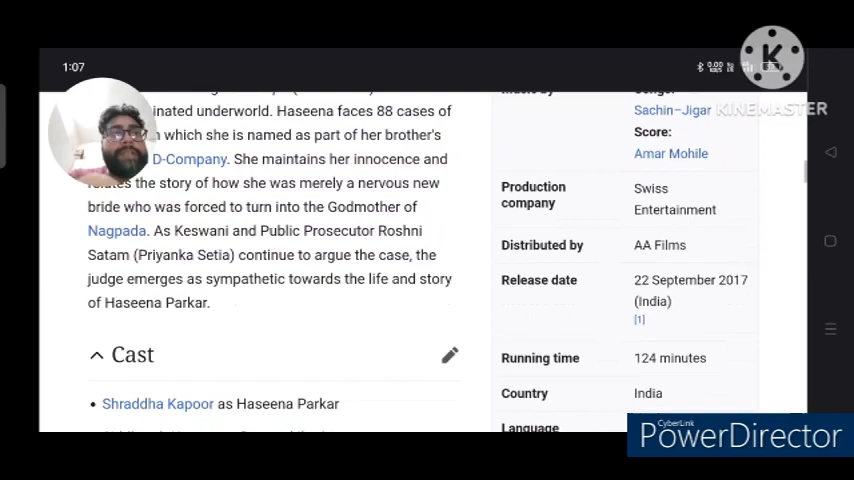 1:07
KINEMASTER
inated underworld. Haseena faces 88 cases of
which she is named as part of her brother's
D-Company. She maintains her innocence and
the story of how she was merely a nervous new
bride who was forced to turn into the Godmother of
Nagpada. As Keswani and Public Prosecutor Roshni
Satam (Priyanka Setia) continue to argue the case, the
judge emerges as sympathetic towards the life and story
of Haseena Parkar.
Cast
• Shraddha Kapoor as Haseena Parkar
Sachin–Jigar
Score:
Amar Mohile
Production company Swiss Entertainment
Distributed by AA Films
Release date 22 September 2017
(India)
[1]
Running time 124 minutes
Country India
Language
CyberLink
PowerDirector